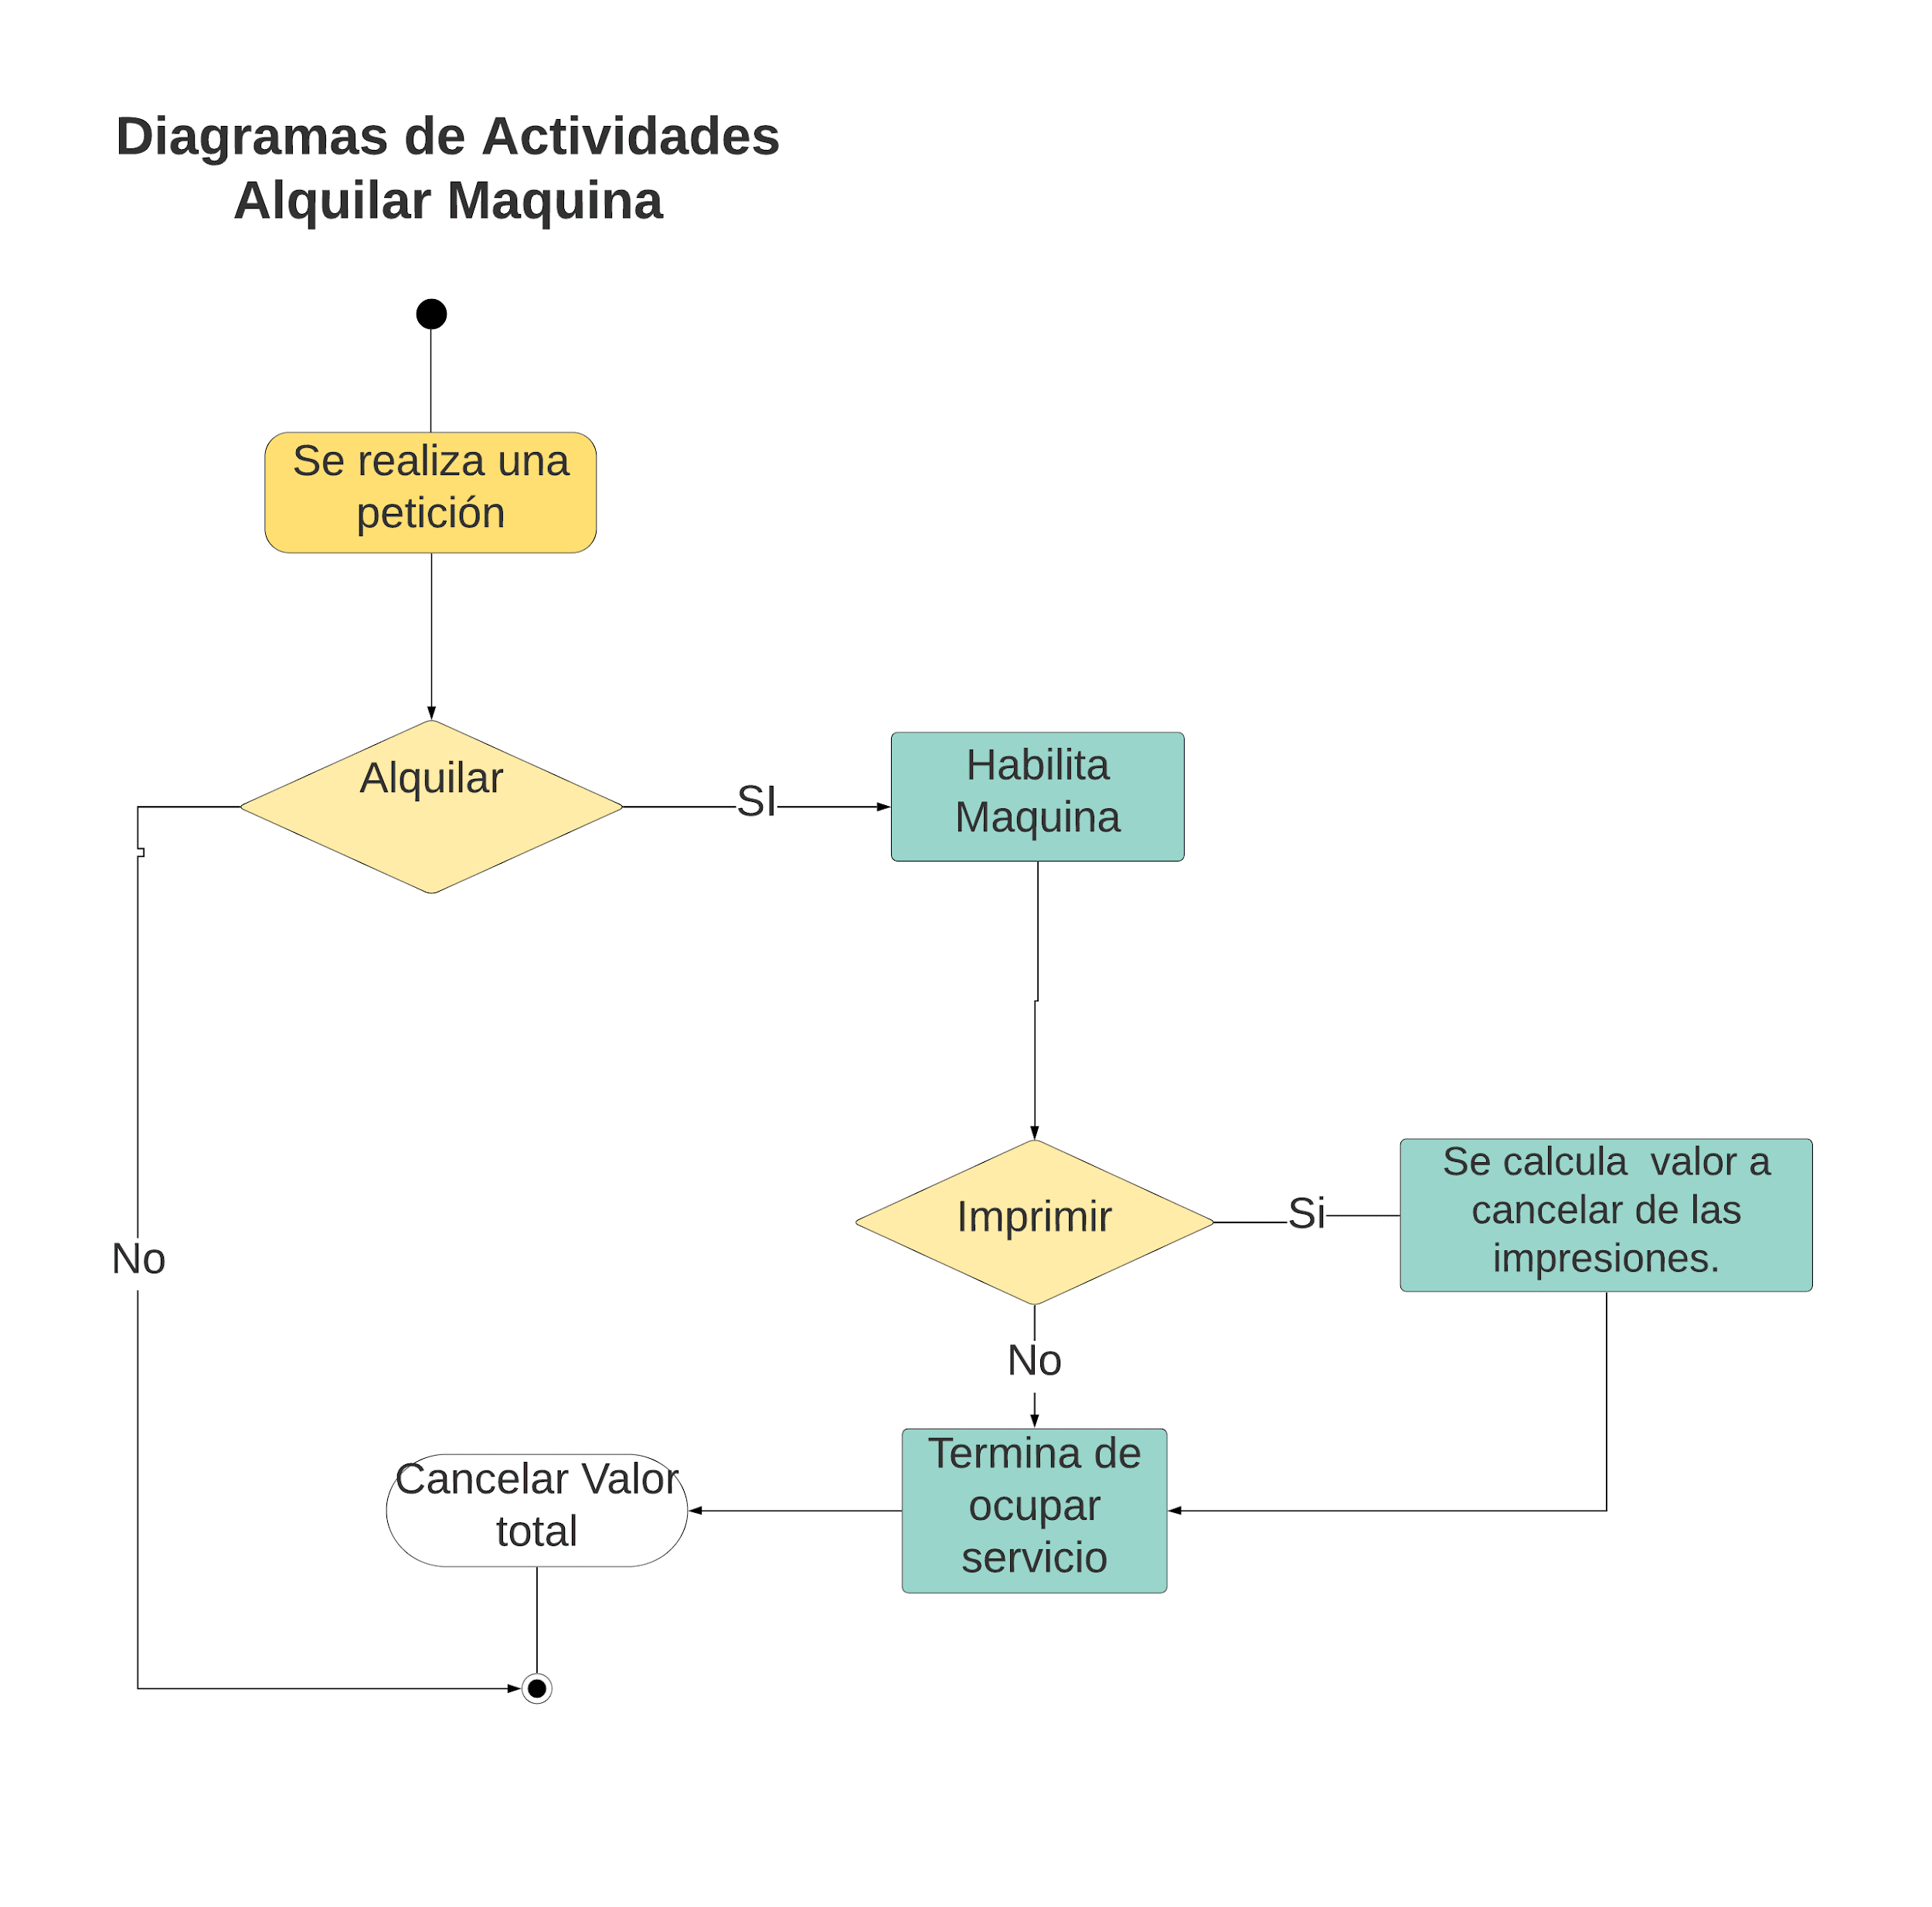 Diagramas de Actividades
Alquilar Maquina
Se realiza una
petición
Alquilar
SI
Habilita
Maquina
No
Imprimir
Si
Se calcula  valor a
cancelar de las
impresiones.
No
Termina de
ocupar
servicio
Cancelar Valor
total